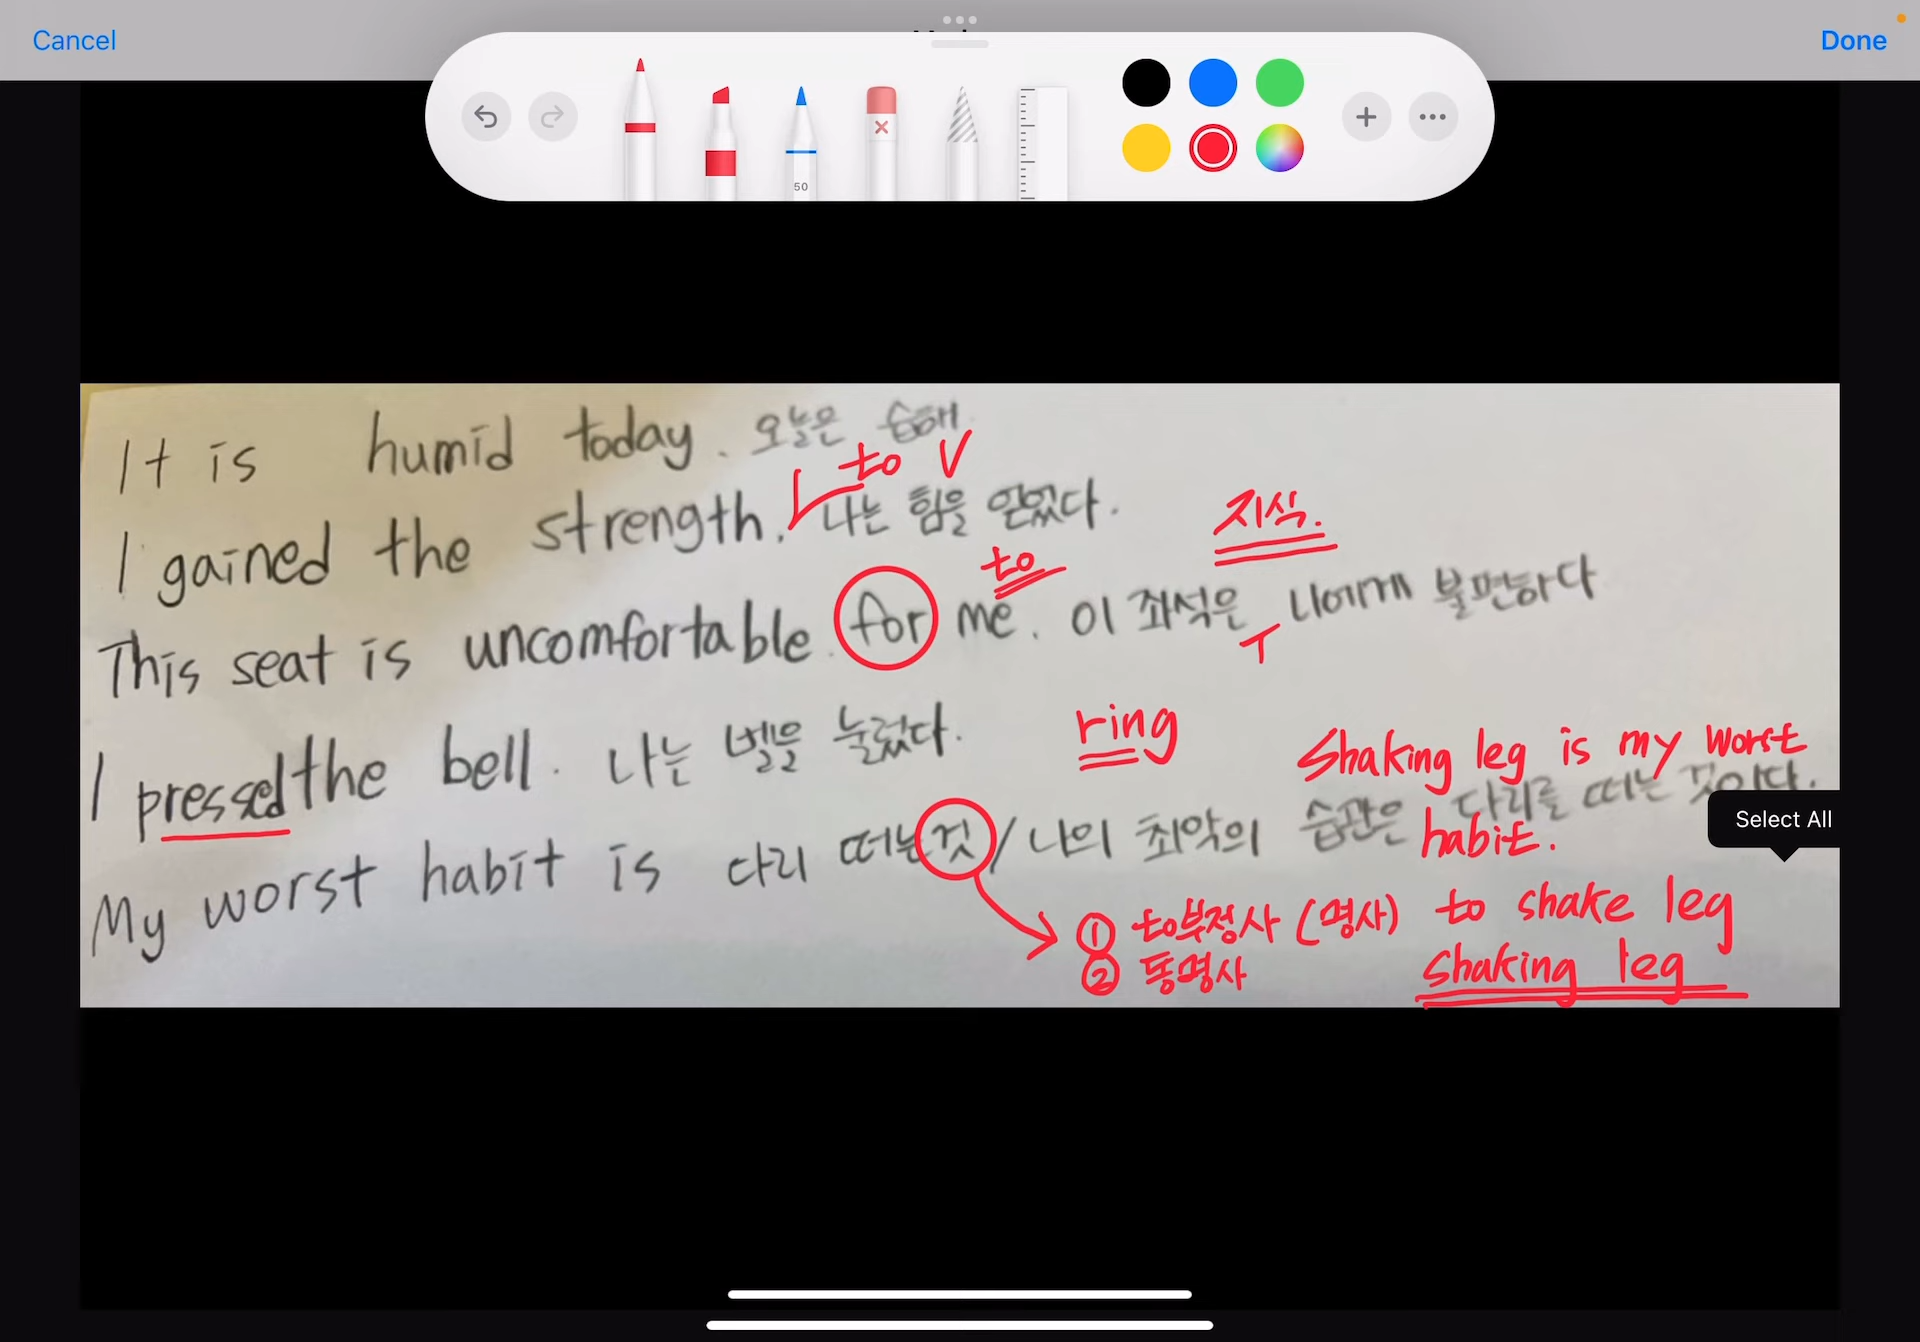 Cancel
Done
50
It is humid today. 오늘은 습해.
to V
I gained the strength. 나는 힘을 얻었다.
지식.
to
This seat is uncomfortable for me. 이 좌석은 나에게 불편하다
T
I pressed the bell. 나는 벨을 눌렀다.
ring
Shaking leg is my worst
habit.
My worst habit is 다리 떠는 것 / 나의 최악의 습관은 다리를 떠는 것이다.
Select All
① to부정사 (명사) to shake leg
② 동명사 shaking leg